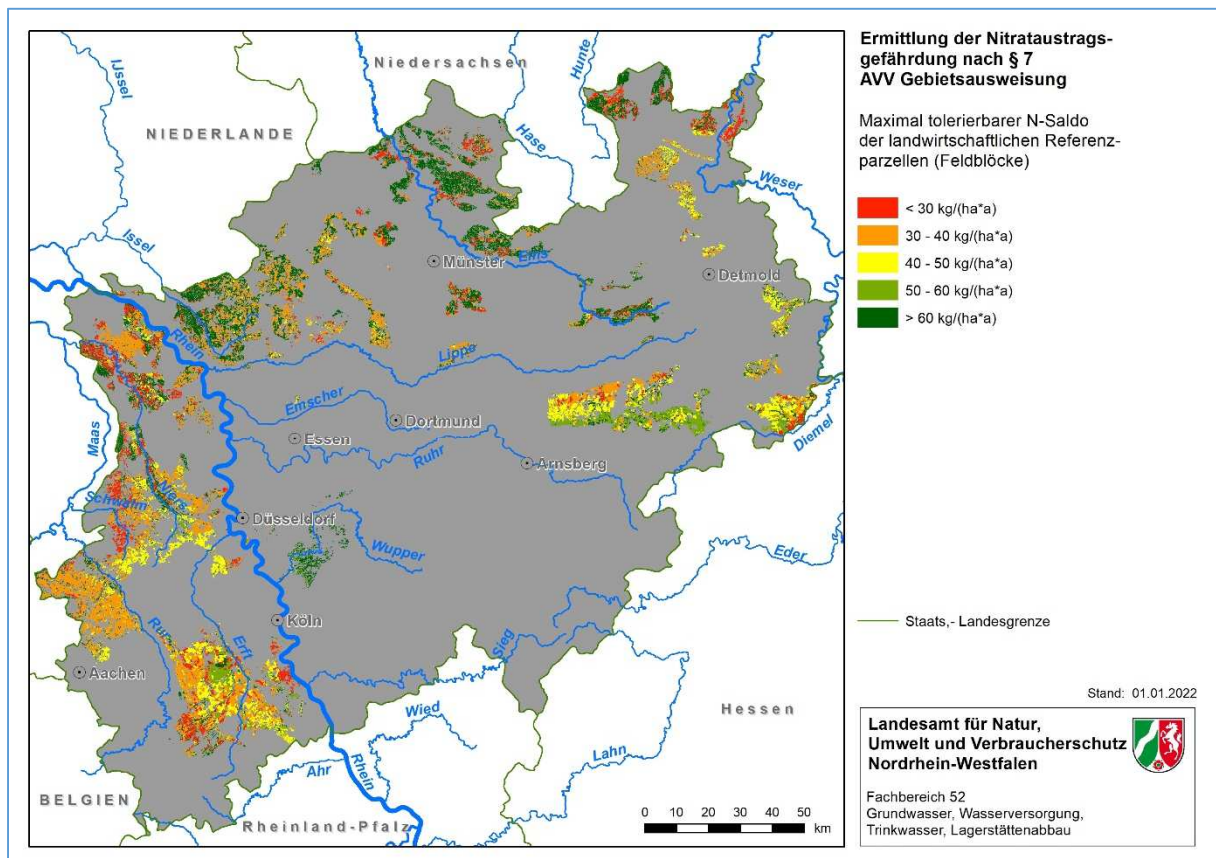 Ermittlung der Nitrataustrags-
gefährdung nach § 7
AVV Gebietsausweisung
Maximal tolerierbarer N-Saldo
der landwirtschaftlichen Referenz-
parzellen (Feldblöcke)
< 30 kg/(ha*a)
30 - 40 kg/(ha*a)
40 - 50 kg/(ha*a)
50 - 60 kg/(ha*a)
> 60 kg/(ha*a)
Staats,- Landesgrenze
Stand: 01.01.2022
Landesamt für Natur,
Umwelt und Verbraucherschutz
Nordrhein-Westfalen
Fachbereich 52
Grundwasser, Wasserversorgung,
Trinkwasser, Lagerstättenabbau
IJssel
Niedersachsen
Hunte
NIEDERLANDE
Hase
Weser
Issel
Münster
Ems
Detmold
Rhein
Lippe
Emscher
Dortmund
Maas
Essen
Ruhr
Arnsberg
Diemel
Niers
Schwalm
Düsseldorf
Wupper
Eder
Köln
Rur
Erft
Sieg
Aachen
Wied
Hessen
Lahn
Ahr
Rhein
BELGIEN
Rheinland-Pfalz
0 10 20 30 40 50
km